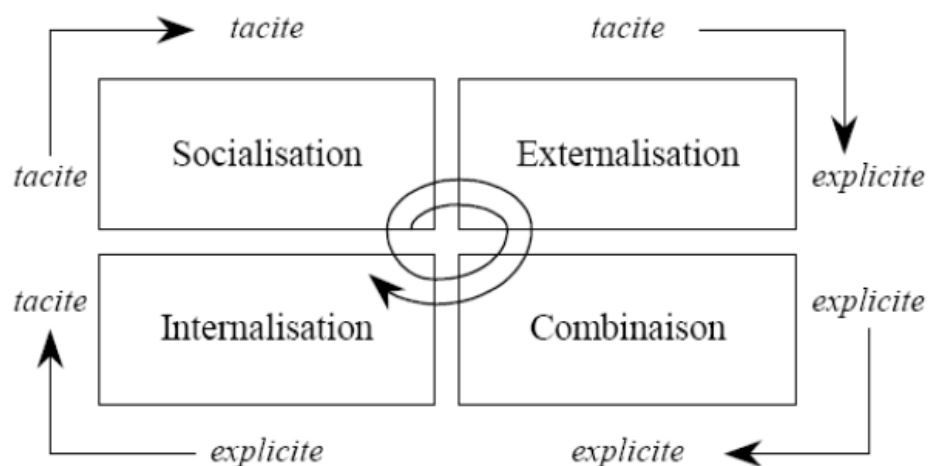 tacite tacite
Socialisation Externalisation
tacite explicite
tacite explicite
Internalisation Combinaison
explicite explicite